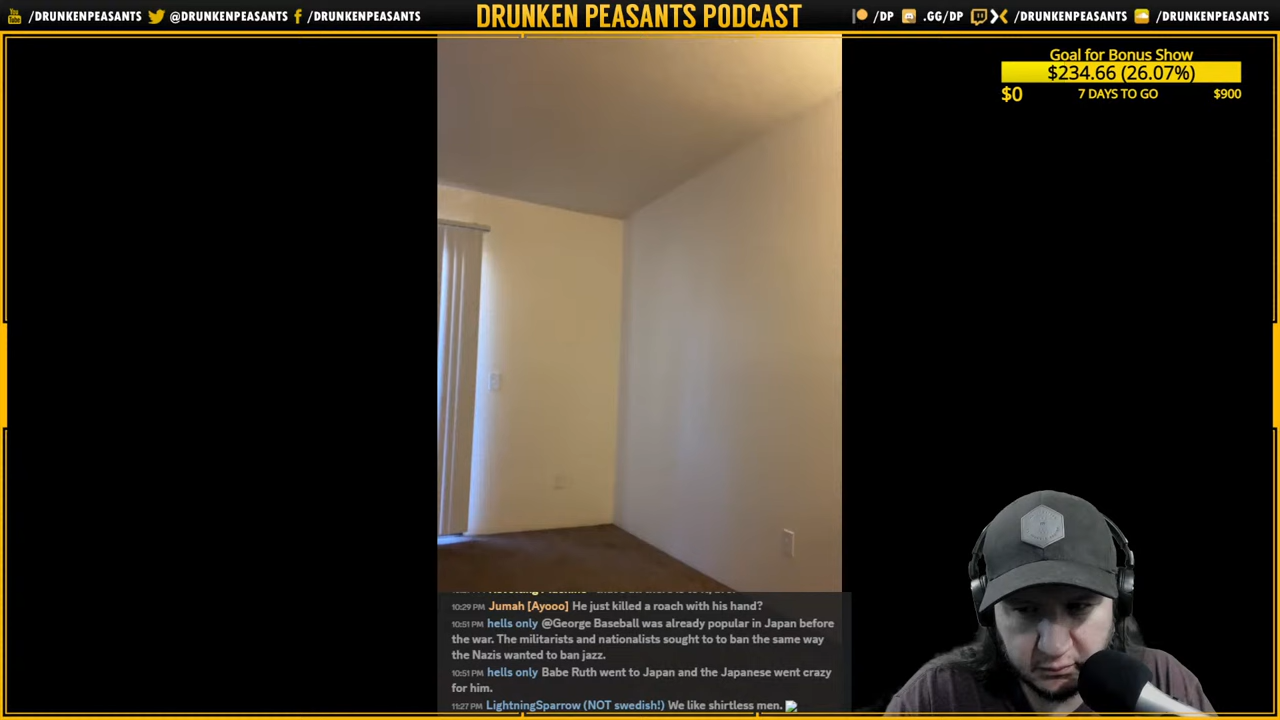 /DRUNKENPEASANTS @DRUNKENPEASANTS /DRUNKENPEASANTS DRUNKEN PEASANTS PODCAST /DP .GG/DP /DRUNKENPEASANTS /DRUNKENPEASANTS
Goal for Bonus Show
$234.66 (26.07%)
$0 7 DAYS TO GO $900
10:29 PM Jumah [Ayooo] He just killed a roach with his hand?
10:51 PM hells only @George Baseball was already popular in Japan before
the war. The militarists and nationalists sought to to ban the same way
the Nazis wanted to ban jazz.
10:51 PM hells only Babe Ruth went to Japan and the Japanese went crazy
for him.
11:27 PM LightningSparrow (NOT swedish!) We like shirtless men.